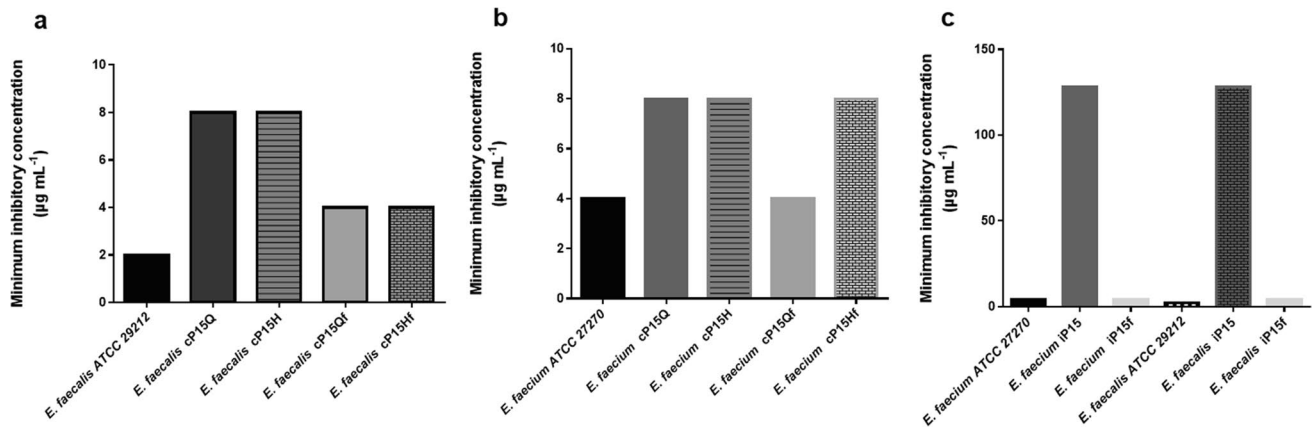 a
Minimum inhibitory concentration
(µg mL-1)
10
8
6
4
2
0
E. faecalis ATCC 29212
E. faecalis cP15Q
E. faecalis cP15H
E. faecalis cP15Qf
E. faecalis cP15Hf
b
Minimum inhibitory concentration
(µg mL-1)
10
8
6
4
2
0
E. faecium ATCC 27270
E. faecium cP15Q
E. faecium cP15H
E. faecium cP15Qf
E. faecium cP15Hf
c
Minimum inhibitory concentration
(µg mL-1)
150
100
50
0
E. faecium ATCC 27270
E. faecium iP15
E. faecium iP15f
E. faecalis ATCC 29212
E. faecalis iP15
E. faecalis iP15f